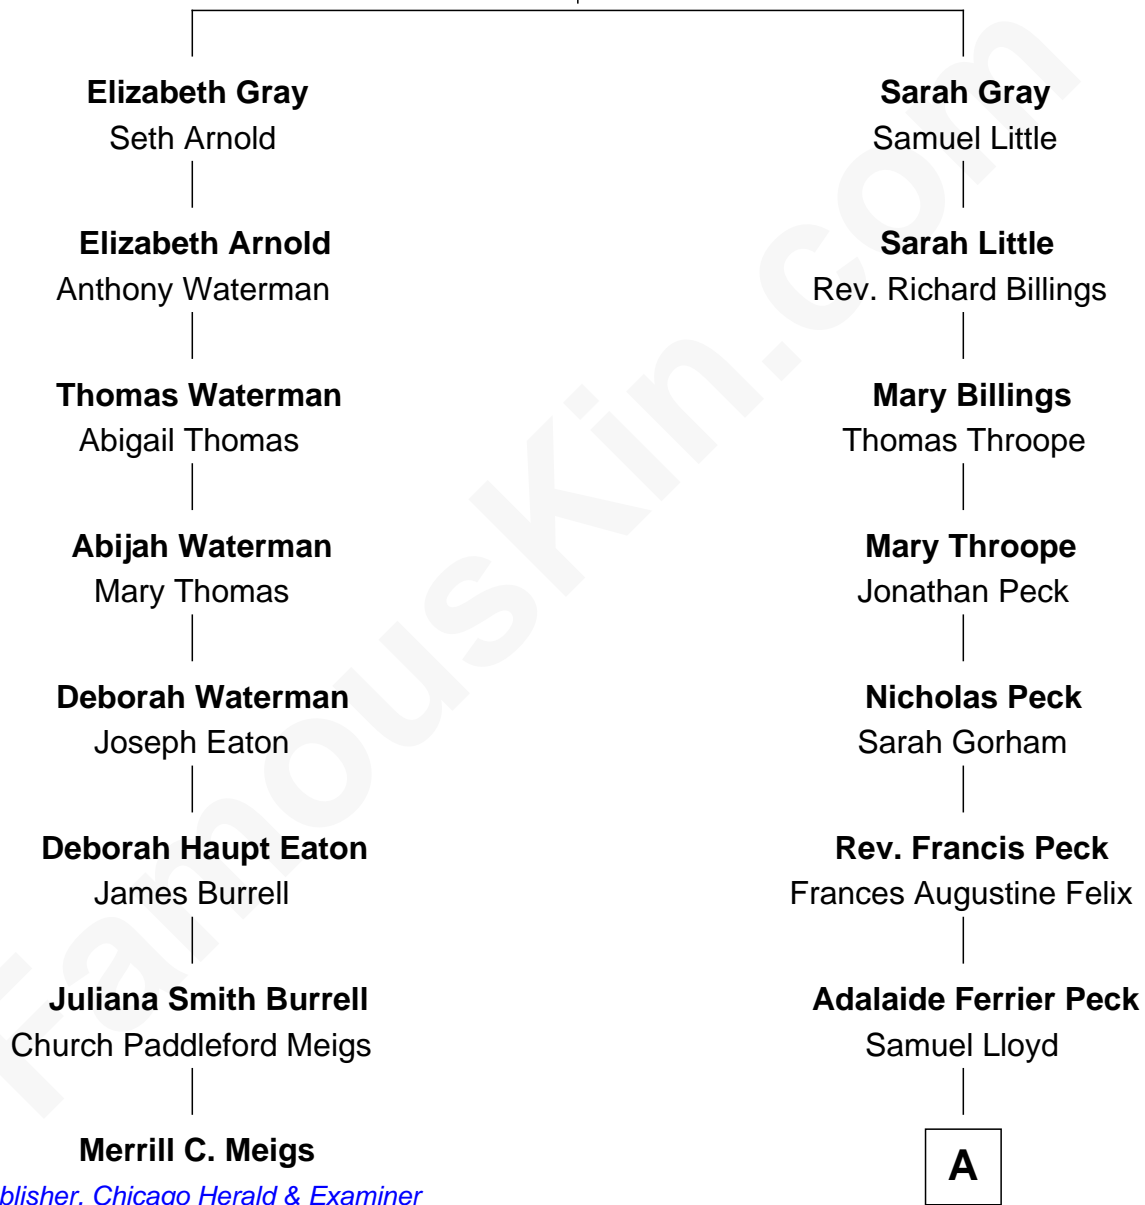 Elizabeth Gray
Seth Arnold
Elizabeth Arnold
Anthony Waterman
Thomas Waterman
Abigail Thomas
Abijah Waterman
Mary Thomas
Deborah Waterman
Joseph Eaton
Deborah Haupt Eaton
James Burrell
Juliana Smith Burrell
Church Paddleford Meigs
Merrill C. Meigs
blisher, Chicago Herald & Examiner
Sarah Gray
Samuel Little
Sarah Little
Rev. Richard Billings
Mary Billings
Thomas Throope
Mary Throope
Jonathan Peck
Nicholas Peck
Sarah Gorham
Rev. Francis Peck
Frances Augustine Felix
Adalaide Ferrier Peck
Samuel Lloyd
A
FamousKin.com